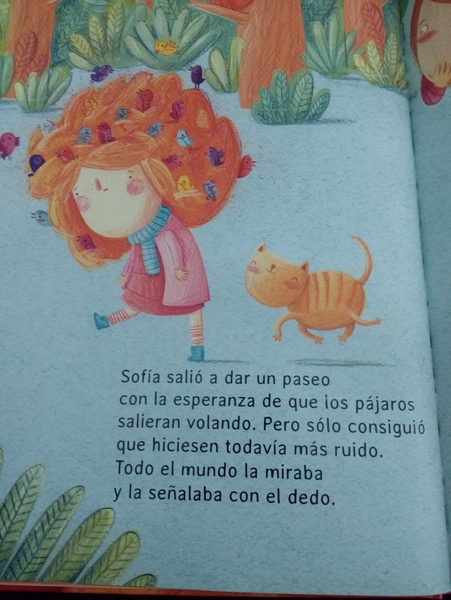 Sofía salió a dar un paseo
con la esperanza de que los pájaros
salieran volando. Pero sólo consiguió
que hiciesen todavía más ruido.
Todo el mundo la miraba
y la señalaba con el dedo.